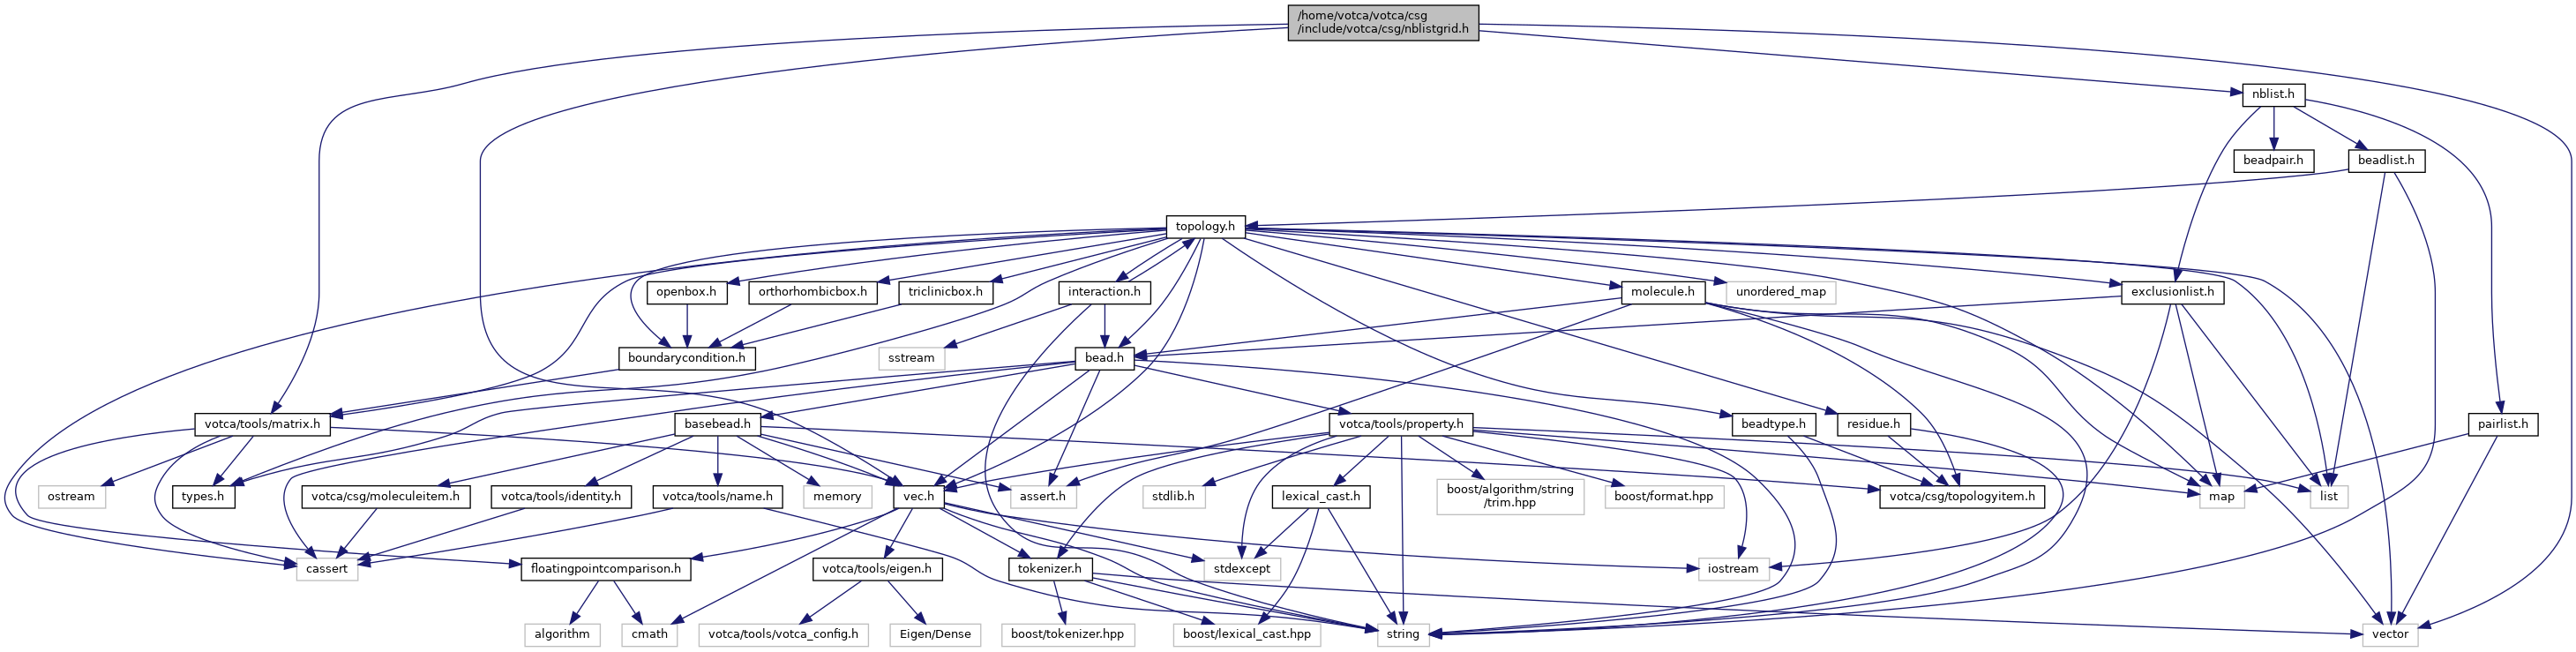 /home/votca/votca/csg
/include/votca/csg/nblistgrid.h
nblist.h
beadpair.h
beadlist.h
topology.h
openbox.h
orthorhombicbox.h
triclinicbox.h
interaction.h
molecule.h
unordered_map
exclusionlist.h
boundarycondition.h
sstream
bead.h
votca/tools/matrix.h
basebead.h
votca/tools/property.h
beadtype.h
residue.h
pairlist.h
ostream
types.h
votca/csg/moleculeitem.h
votca/tools/identity.h
votca/tools/name.h
memory
vec.h
assert.h
stdlib.h
lexical_cast.h
boost/algorithm/string
/trim.hpp
boost/format.hpp
votca/csg/topologyitem.h
map
list
cassert
floatingpointcomparison.h
votca/tools/eigen.h
tokenizer.h
stdexcept
iostream
algorithm
cmath
votca/tools/votca_config.h
Eigen/Dense
boost/tokenizer.hpp
boost/lexical_cast.hpp
string
vector